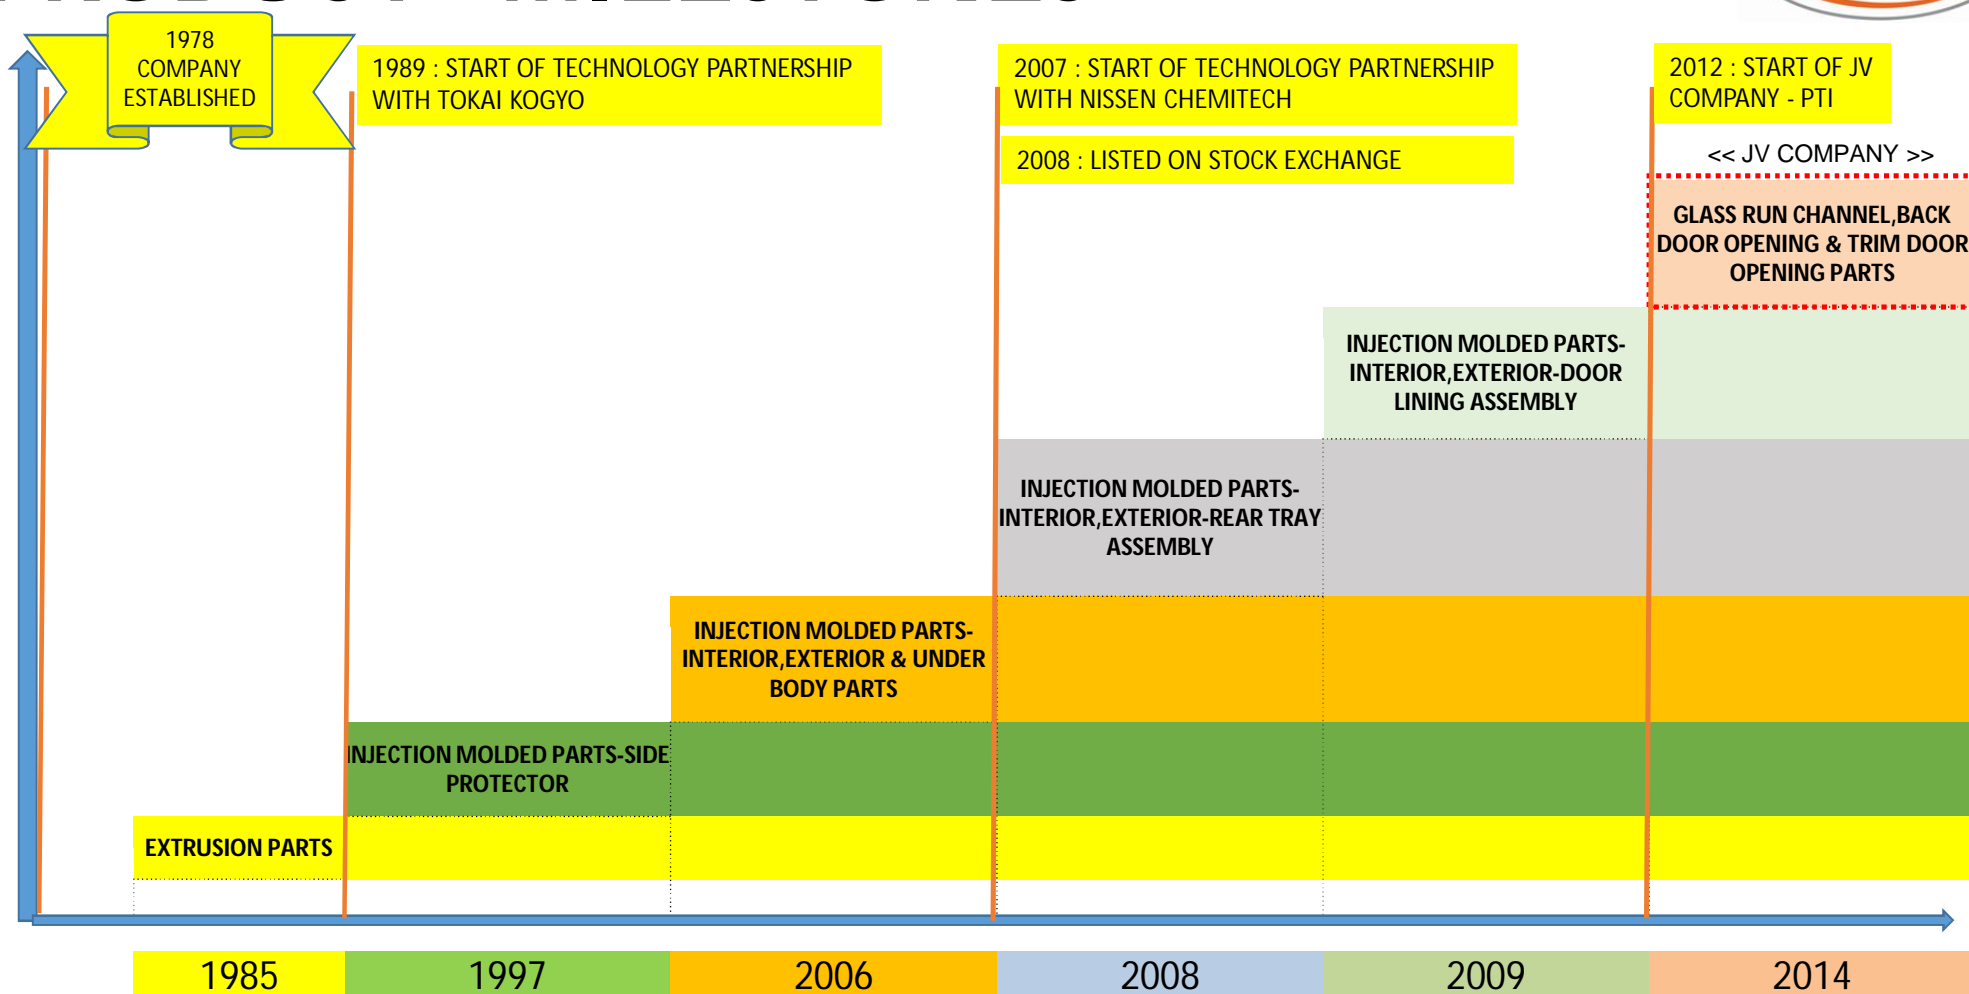 PRODUCT MILESTONES
1978
COMPANY
ESTABLISHED
1989 : START OF TECHNOLOGY PARTNERSHIP
WITH TOKAI KOGYO
2007 : START OF TECHNOLOGY PARTNERSHIP
WITH NISSEN CHEMITECH
2008 : LISTED ON STOCK EXCHANGE
2012 : START OF JV
COMPANY - PTI
<< JV COMPANY >>
GLASS RUN CHANNEL,BACK
DOOR OPENING & TRIM DOOR
OPENING PARTS
INJECTION MOLDED PARTS-
INTERIOR,EXTERIOR-DOOR
LINING ASSEMBLY
INJECTION MOLDED PARTS-
INTERIOR,EXTERIOR-REAR TRAY
ASSEMBLY
INJECTION MOLDED PARTS-
INTERIOR,EXTERIOR & UNDER
BODY PARTS
INJECTION MOLDED PARTS-SIDE
PROTECTOR
EXTRUSION PARTS
1985 1997 2006 2008 2009 2014